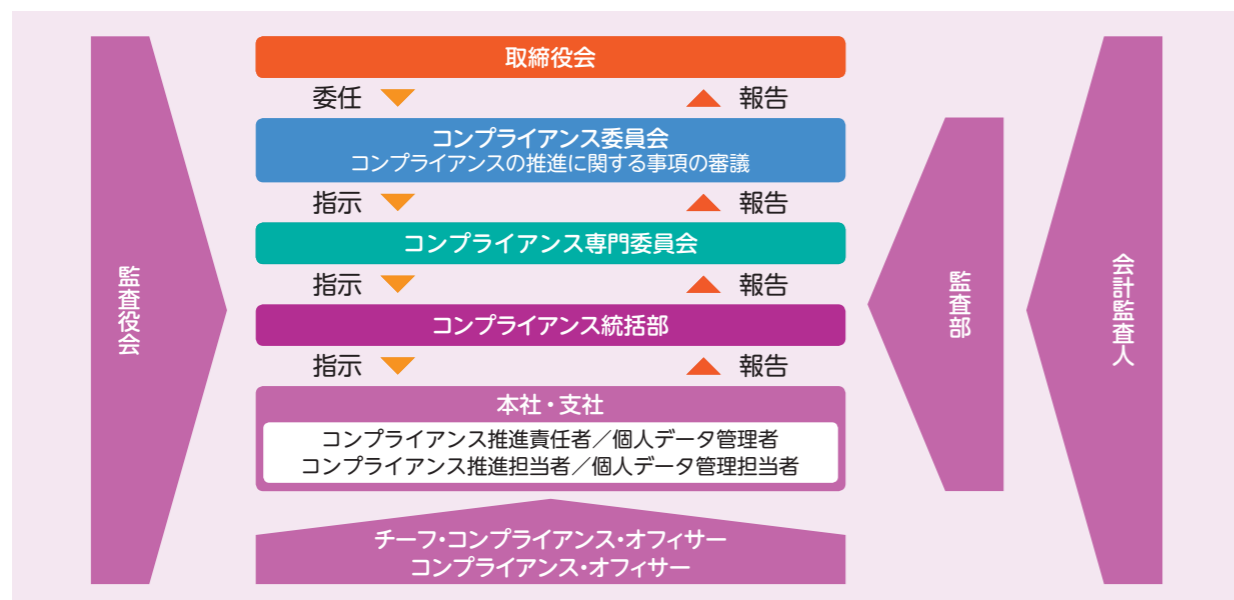 取締役会
委任 ▼ ▲ 報告
コンプライアンス委員会
コンプライアンスの推進に関する事項の審議
指示 ▼ ▲ 報告
コンプライアンス専門委員会
指示 ▼ ▲ 報告
コンプライアンス統括部
指示 ▼ ▲ 報告
本社・支社
コンプライアンス推進責任者／個人データ管理者
コンプライアンス推進担当者／個人データ管理担当者
チーフ・コンプライアンス・オフィサー
コンプライアンス・オフィサー
監査役会
監査部
会計監査人